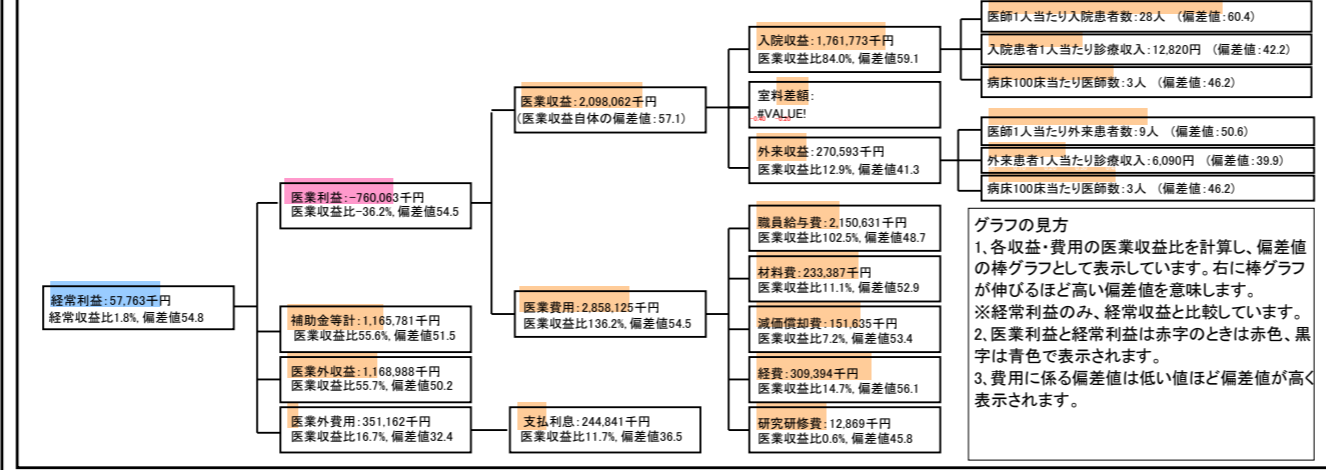 経常利益:57,763千円
経常収益比1.8%, 偏差値54.8
医業利益:-760,063千円
医業収益比-36.2%, 偏差値54.5
補助金等計:1,165,781千円
医業収益比55.6%, 偏差値51.5
医業外収益:1,168,988千円
医業収益比55.7%, 偏差値50.2
医業外費用:351,162千円
医業収益比16.7%, 偏差値32.4
医業収益:2,098,062千円
(医業収益自体の偏差値:57.1)
医業費用:2,858,125千円
医業収益比136.2%, 偏差値54.5
支払利息:244,841千円
医業収益比11.7%, 偏差値36.5
入院収益:1,761,773千円
医業収益比84.0%, 偏差値59.1
室料差額:
#VALUE!
外来収益:270,593千円
医業収益比12.9%, 偏差値41.3
職員給与費:2,150,631千円
医業収益比102.5%, 偏差値48.7
材料費:233,387千円
医業収益比11.1%, 偏差値52.9
減価償却費:151,635千円
医業収益比7.2%, 偏差値53.4
経費:309,394千円
医業収益比14.7%, 偏差値56.1
研究研修費:12,869千円
医業収益比0.6%, 偏差値45.8
医師1人当たり入院患者数:28人 (偏差値:60.4)
入院患者1人当たり診療収入:12,820円 (偏差値:42.2)
病床100床当たり医師数:3人 (偏差値:46.2)
医師1人当たり外来患者数:9人 (偏差値:50.6)
外来患者1人当たり診療収入:6,090円 (偏差値:39.9)
病床100床当たり医師数:3人 (偏差値:46.2)
グラフの見方
1、各収益・費用の医業収益比を計算し、偏差値
の棒グラフとして表示しています。右に棒グラフ
が伸びるほど高い偏差値を意味します。
※経常利益のみ、経常収益と比較しています。
2、医業利益と経常利益は赤字のときは赤色、黒
字は青色で表示されます。
3、費用に係る偏差値は低い値ほど偏差値が高く
表示されます。